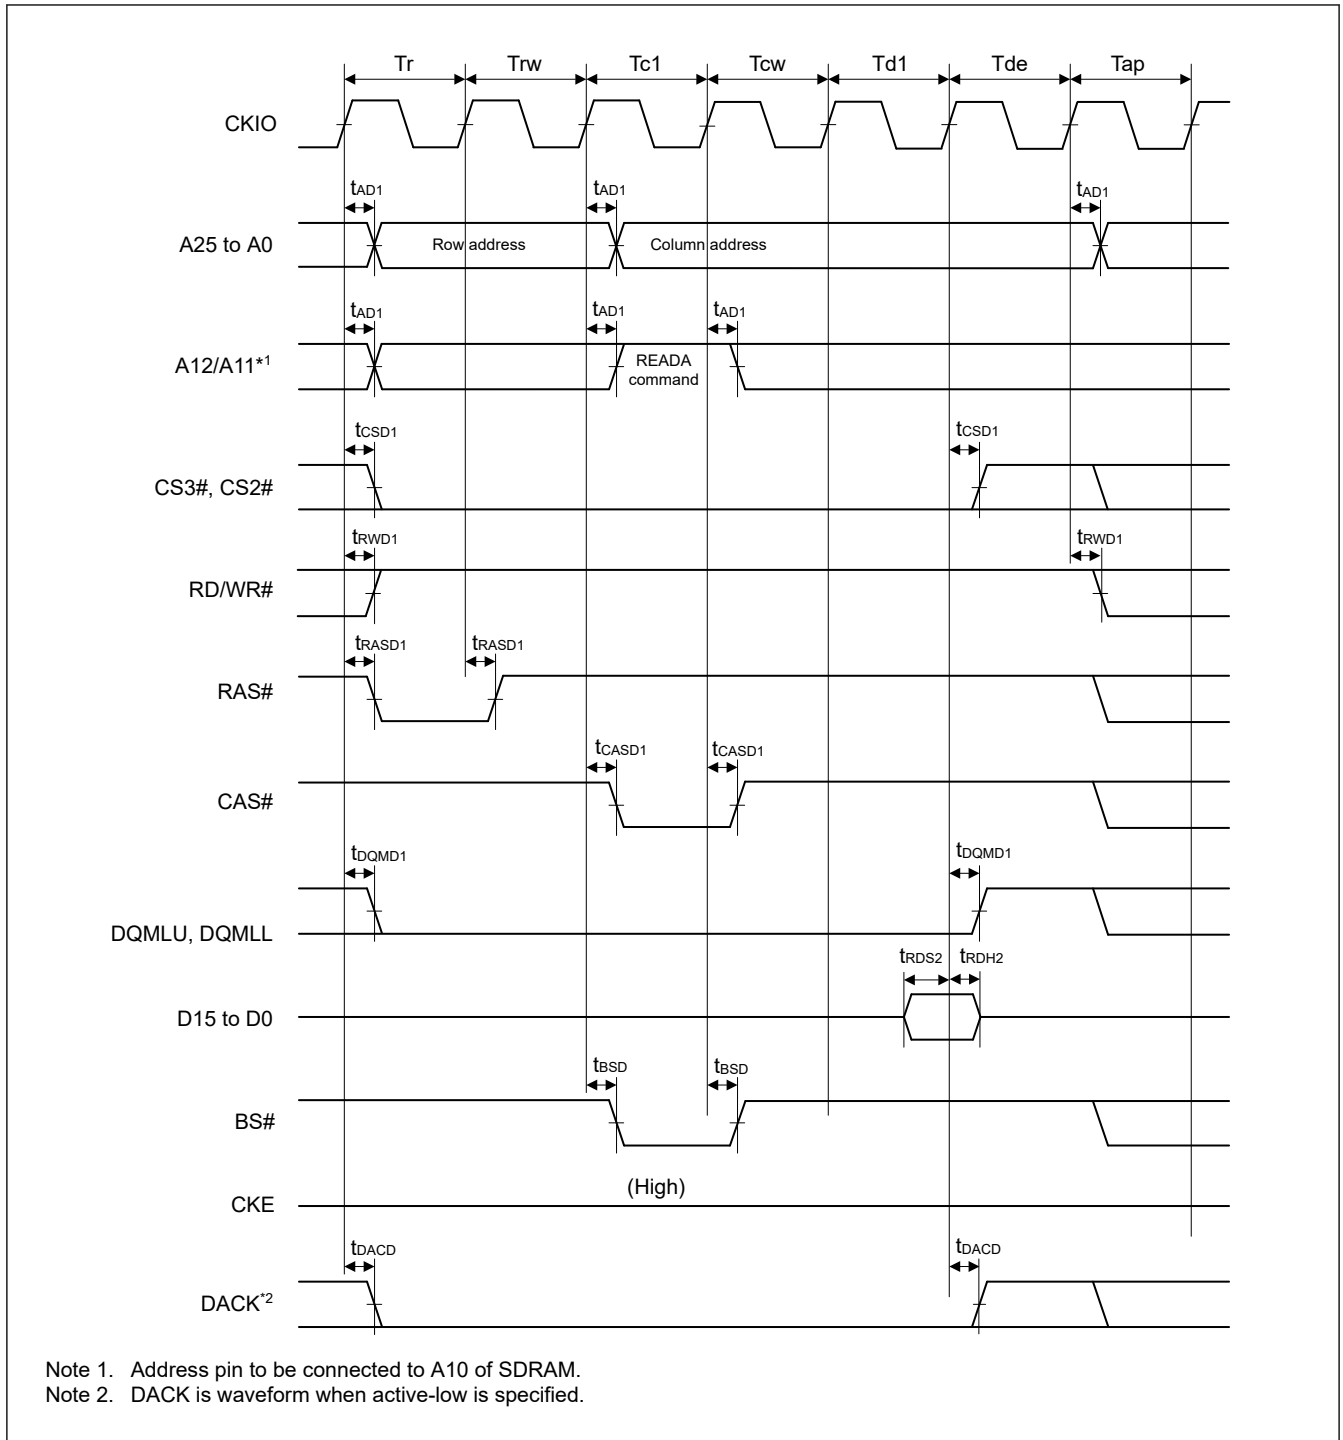 Tr Trw Tc1 Tcw Td1 Tde Tap
CKIO
tAD1 tAD1 tAD1
A25 to A0 Row address Column address
tAD1 tAD1 tAD1
A12/A11*1 READA
command
tCSD1 tCSD1
CS3#, CS2#
tRWD1 tRWD1
RD/WR#
tRASD1 tRASD1
RAS#
tCASD1 tCASD1
CAS#
tDQMD1 tDQMD1
DQMLU, DQMLL
tRDS2 tRDH2
D15 to D0
tBSD tBSD
BS#
(High)
CKE
tDACD tDACD
DACK*2
Note 1. Address pin to be connected to A10 of SDRAM.
Note 2. DACK is waveform when active-low is specified.